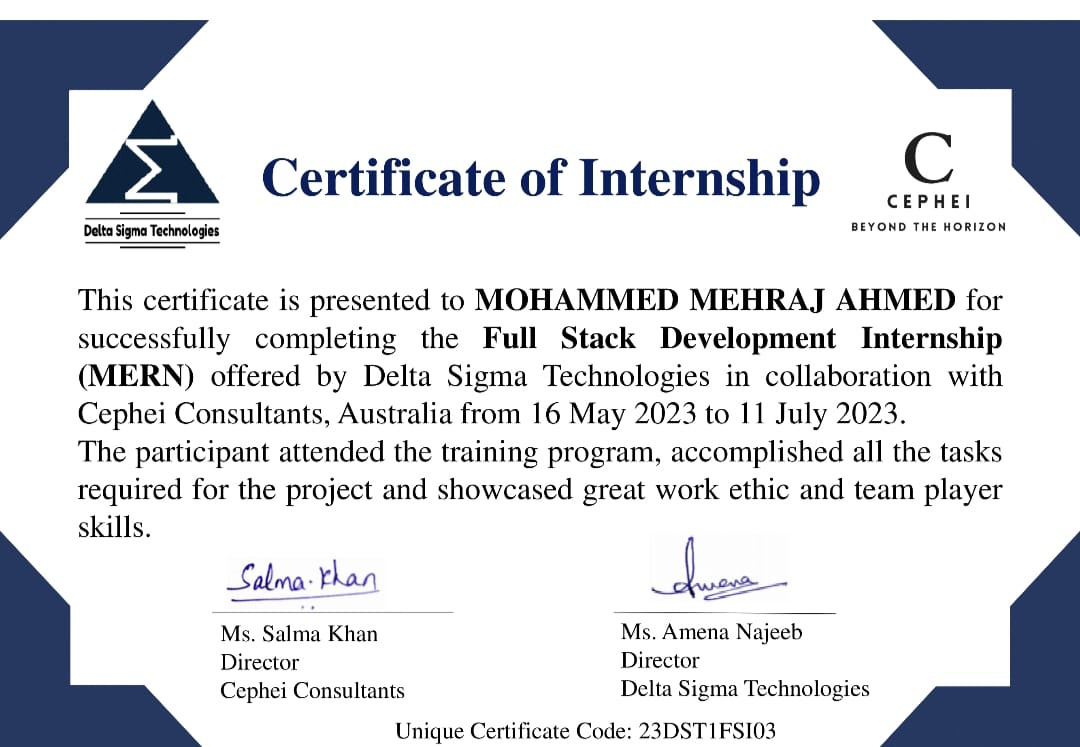 Certificate of Internship
Σ
Delta Sigma Technologies
C
CEPHEI
BEYOND THE HORIZON
This certificate is presented to MOHAMMED MEHRAJ AHMED for
successfully completing the Full Stack Development Internship
(MERN) offered by Delta Sigma Technologies in collaboration with
Cephei Consultants, Australia from 16 May 2023 to 11 July 2023.
The participant attended the training program, accomplished all the tasks
required for the project and showcased great work ethic and team player
skills.
Salma. Khan
Amena
Ms. Salma Khan
Director
Cephei Consultants
Ms. Amena Najeeb
Director
Delta Sigma Technologies
Unique Certificate Code: 23DST1FSI03